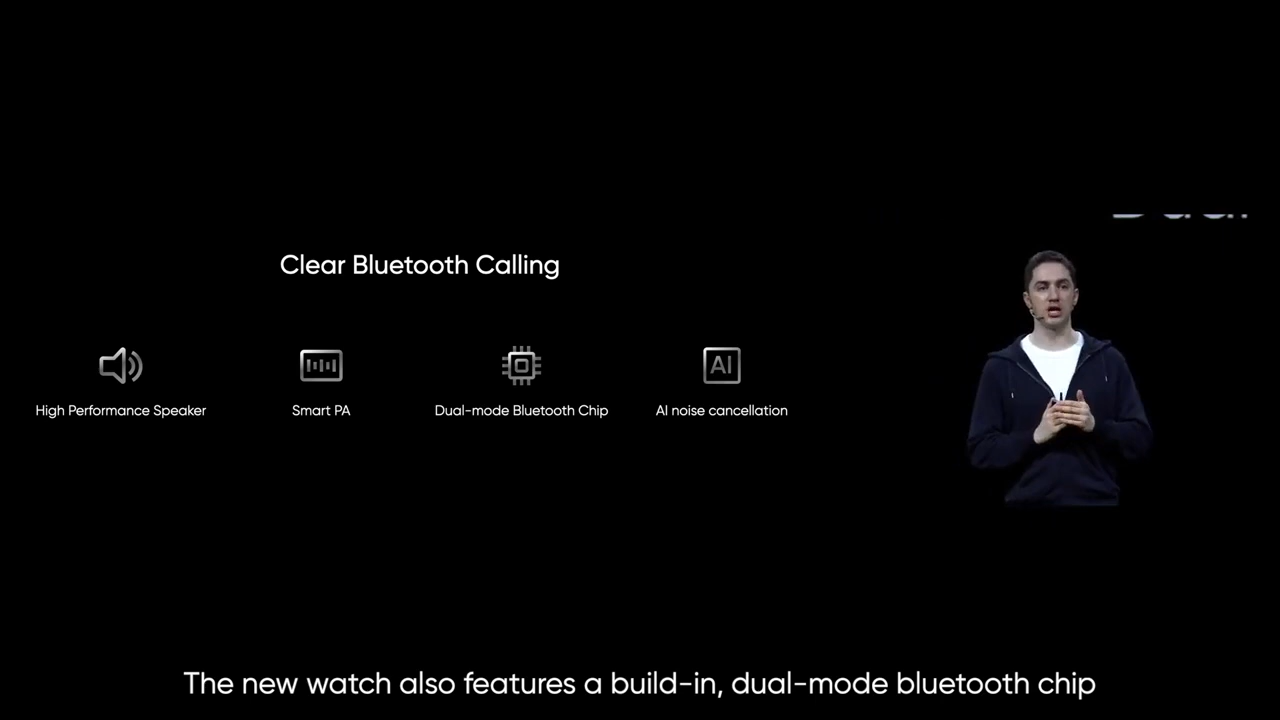 Clear Bluetooth Calling
High Performance Speaker
Smart PA
Dual-mode Bluetooth Chip
AI
AI noise cancellation
The new watch also features a build-in, dual-mode bluetooth chip